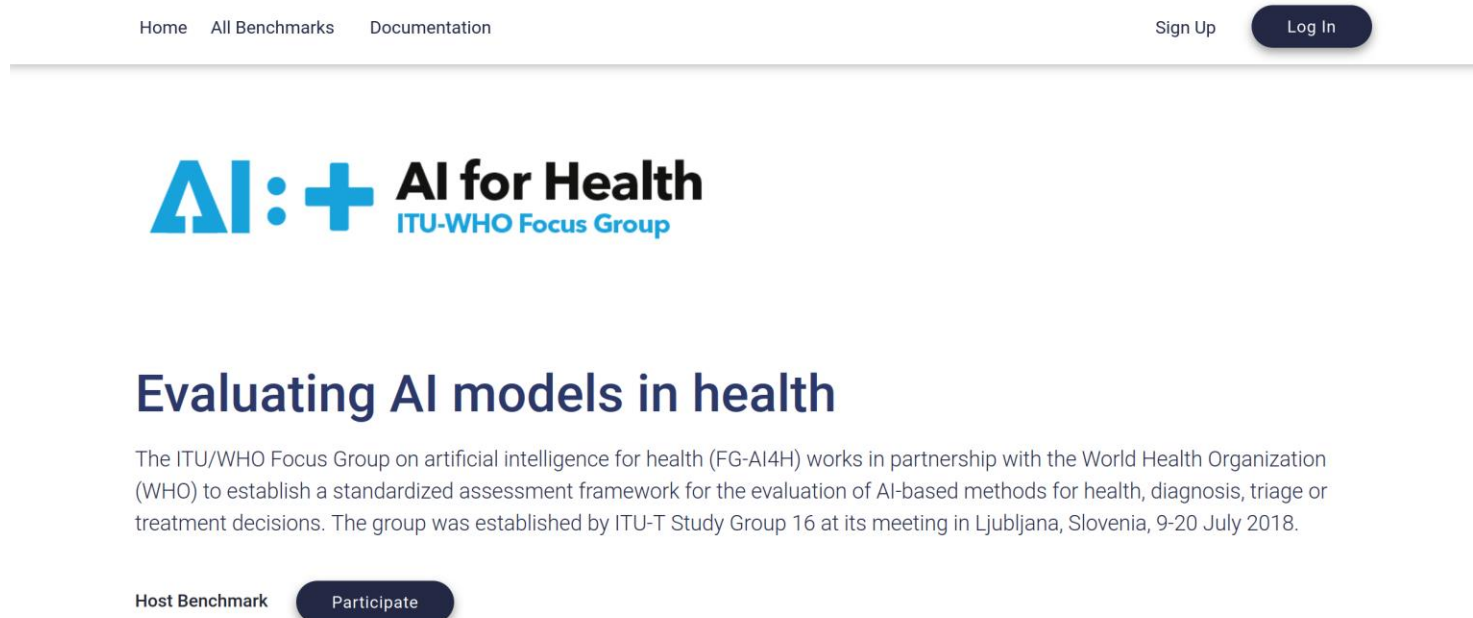 Home All Benchmarks Documentation Sign Up Log In
AI:+ AI for Health
ITU-WHO Focus Group
Evaluating AI models in health
The ITU/WHO Focus Group on artificial intelligence for health (FG-AI4H) works in partnership with the World Health Organization
(WHO) to establish a standardized assessment framework for the evaluation of AI-based methods for health, diagnosis, triage or
treatment decisions. The group was established by ITU-T Study Group 16 at its meeting in Ljubljana, Slovenia, 9-20 July 2018.
Host Benchmark Participate